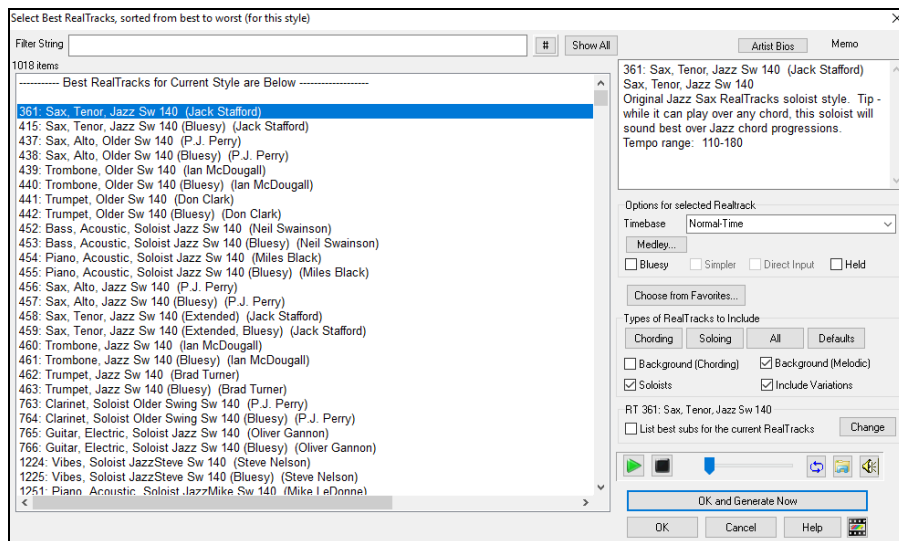 Select Best RealTracks, sorted from best to worst (for this style)
Filter String
#
Show All
Artist Bios
Memo
1018 items
----------- Best RealTracks for Current Style are Below -------------------
361: Sax, Tenor, Jazz Sw 140  (Jack Stafford)
415: Sax, Tenor, Jazz Sw 140 (Bluesy)  (Jack Stafford)
437: Sax, Alto, Older Sw 140  (P.J. Perry)
438: Sax, Alto, Older Sw 140 (Bluesy)  (P.J. Perry)
439: Trombone, Older Sw 140  (Ian McDougall)
440: Trombone, Older Sw 140 (Bluesy)  (Ian McDougall)
441: Trumpet, Older Sw 140  (Don Clark)
442: Trumpet, Older Sw 140 (Bluesy)  (Don Clark)
452: Bass, Acoustic, Soloist Jazz Sw 140  (Neil Swainson)
453: Bass, Acoustic, Soloist Jazz Sw 140 (Bluesy)  (Neil Swainson)
454: Piano, Acoustic, Soloist Jazz Sw 140  (Miles Black)
455: Piano, Acoustic, Soloist Jazz Sw 140 (Bluesy)  (Miles Black)
456: Sax, Alto, Jazz Sw 140  (P.J. Perry)
457: Sax, Alto, Jazz Sw 140 (Bluesy)  (P.J. Perry)
458: Sax, Tenor, Jazz Sw 140 (Extended)  (Jack Stafford)
459: Sax, Tenor, Jazz Sw 140 (Extended, Bluesy)  (Jack Stafford)
460: Trombone, Jazz Sw 140  (Ian McDougall)
461: Trombone, Jazz Sw 140 (Bluesy)  (Ian McDougall)
462: Trumpet, Jazz Sw 140  (Brad Turner)
463: Trumpet, Jazz Sw 140 (Bluesy)  (Brad Turner)
763: Clarinet, Soloist Older Swing Sw 140  (P.J. Perry)
764: Clarinet, Soloist Older Swing Sw 140 (Bluesy)  (P.J. Perry)
765: Guitar, Electric, Soloist Jazz Sw 140  (Oliver Gannon)
766: Guitar, Electric, Soloist Jazz Sw 140 (Bluesy)  (Oliver Gannon)
1224: Vibes, Soloist JazzSteve Sw 140  (Steve Nelson)
1225: Vibes, Soloist JazzSteve Sw 140 (Bluesy)  (Steve Nelson)
1251: Piano, Acoustic, Soloist JazzMike Sw 140  (Mike LeDonne)
361: Sax, Tenor, Jazz Sw 140  (Jack Stafford)
Sax, Tenor, Jazz Sw 140
Original Jazz Sax RealTracks soloist style.  Tip -
while it can play over any chord, this soloist will
sound best over Jazz chord progressions.
Tempo range:  110-180
Options for selected Realtrack
Timebase
Normal-Time
Medley...
Bluesy
Simpler
Direct Input
Held
Choose from Favorites...
Types of RealTracks to Include
Chording
Soloing
All
Defaults
Background (Chording)
Background (Melodic)
Soloists
Include Variations
RT 361: Sax, Tenor, Jazz Sw 140
List best subs for the current RealTracks
Change
OK and Generate Now
OK
Cancel
Help